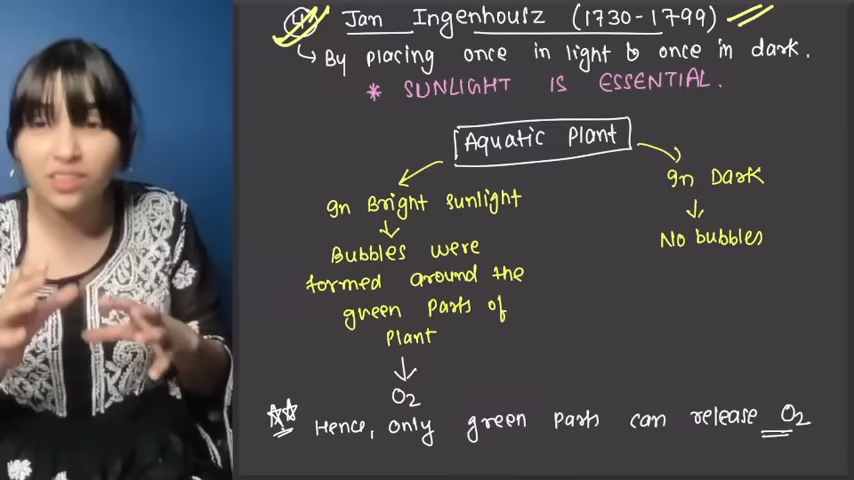 4 Jan Ingenhousz (1730-1799)
By placing once in light & once in dark.
* SUNLIGHT IS ESSENTIAL.
Aquatic Plant
In Bright sunlight
Bubbles were
formed around the
green parts of
Plant
O2
In Dark
No bubbles
Hence, only green parts can release O2